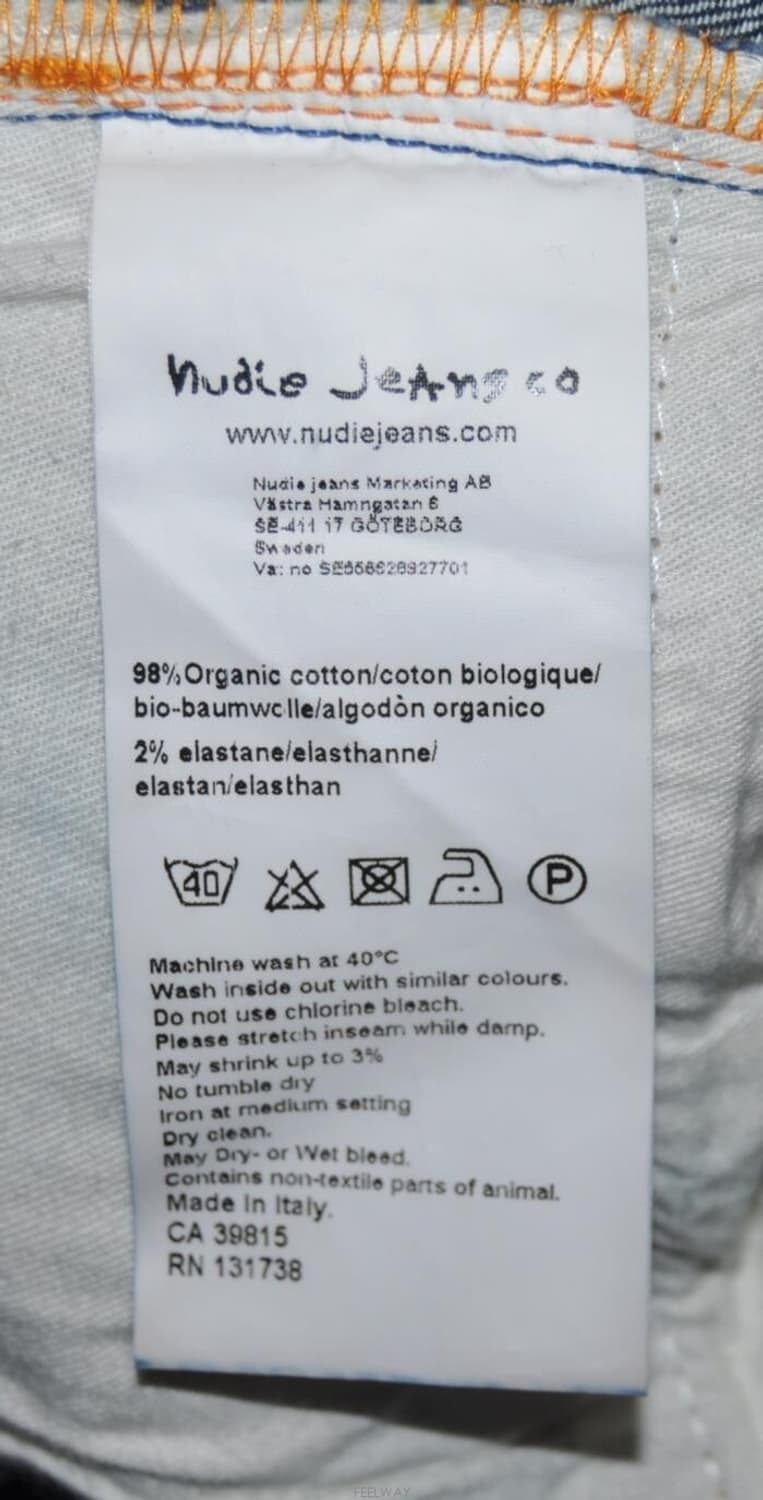 nudie jeans co
www.nudiejeans.com
Nudie jeans Marketing AB
Västra Hamngatan 6
SE-411 17 GÖTEBORG
Sweden
Vat no SE556628927701
98% Organic cotton/coton biologique/
bio-baumwolle/algodòn organico
2% elastane/elasthanne/
elastan/elasthan
40
P
Machine wash at 40°C
Wash inside out with similar colours.
Do not use chlorine bleach.
Please stretch inseam while damp.
May shrink up to 3%
No tumble dry
Iron at medium setting
Dry clean.
May Dry- or Wet bleed.
Contains non-textile parts of animal.
Made In Italy.
CA 39815
RN 131738
FEELWAY